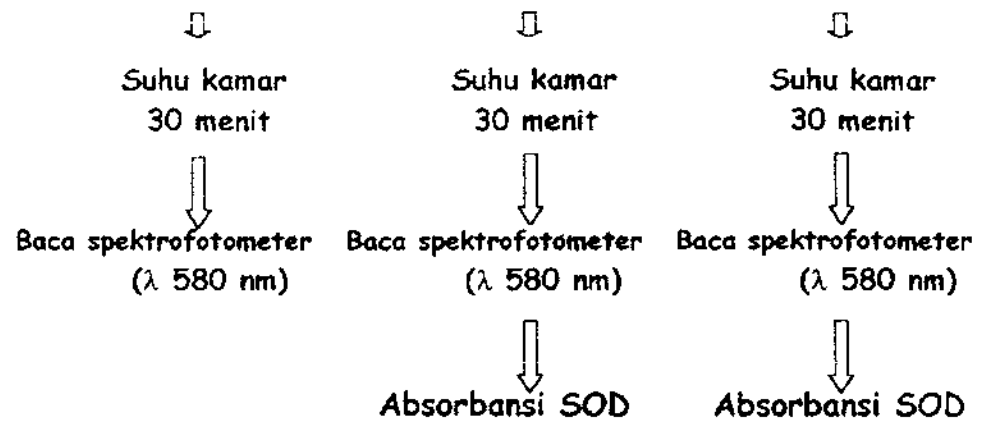 Suhu kamar
30 menit
Baca spektrofotometer
(λ 580 nm)
Suhu kamar
30 menit
Baca spektrofotometer
(λ 580 nm)
Absorbansi SOD
Suhu kamar
30 menit
Baca spektrofotometer
(λ 580 nm)
Absorbansi SOD